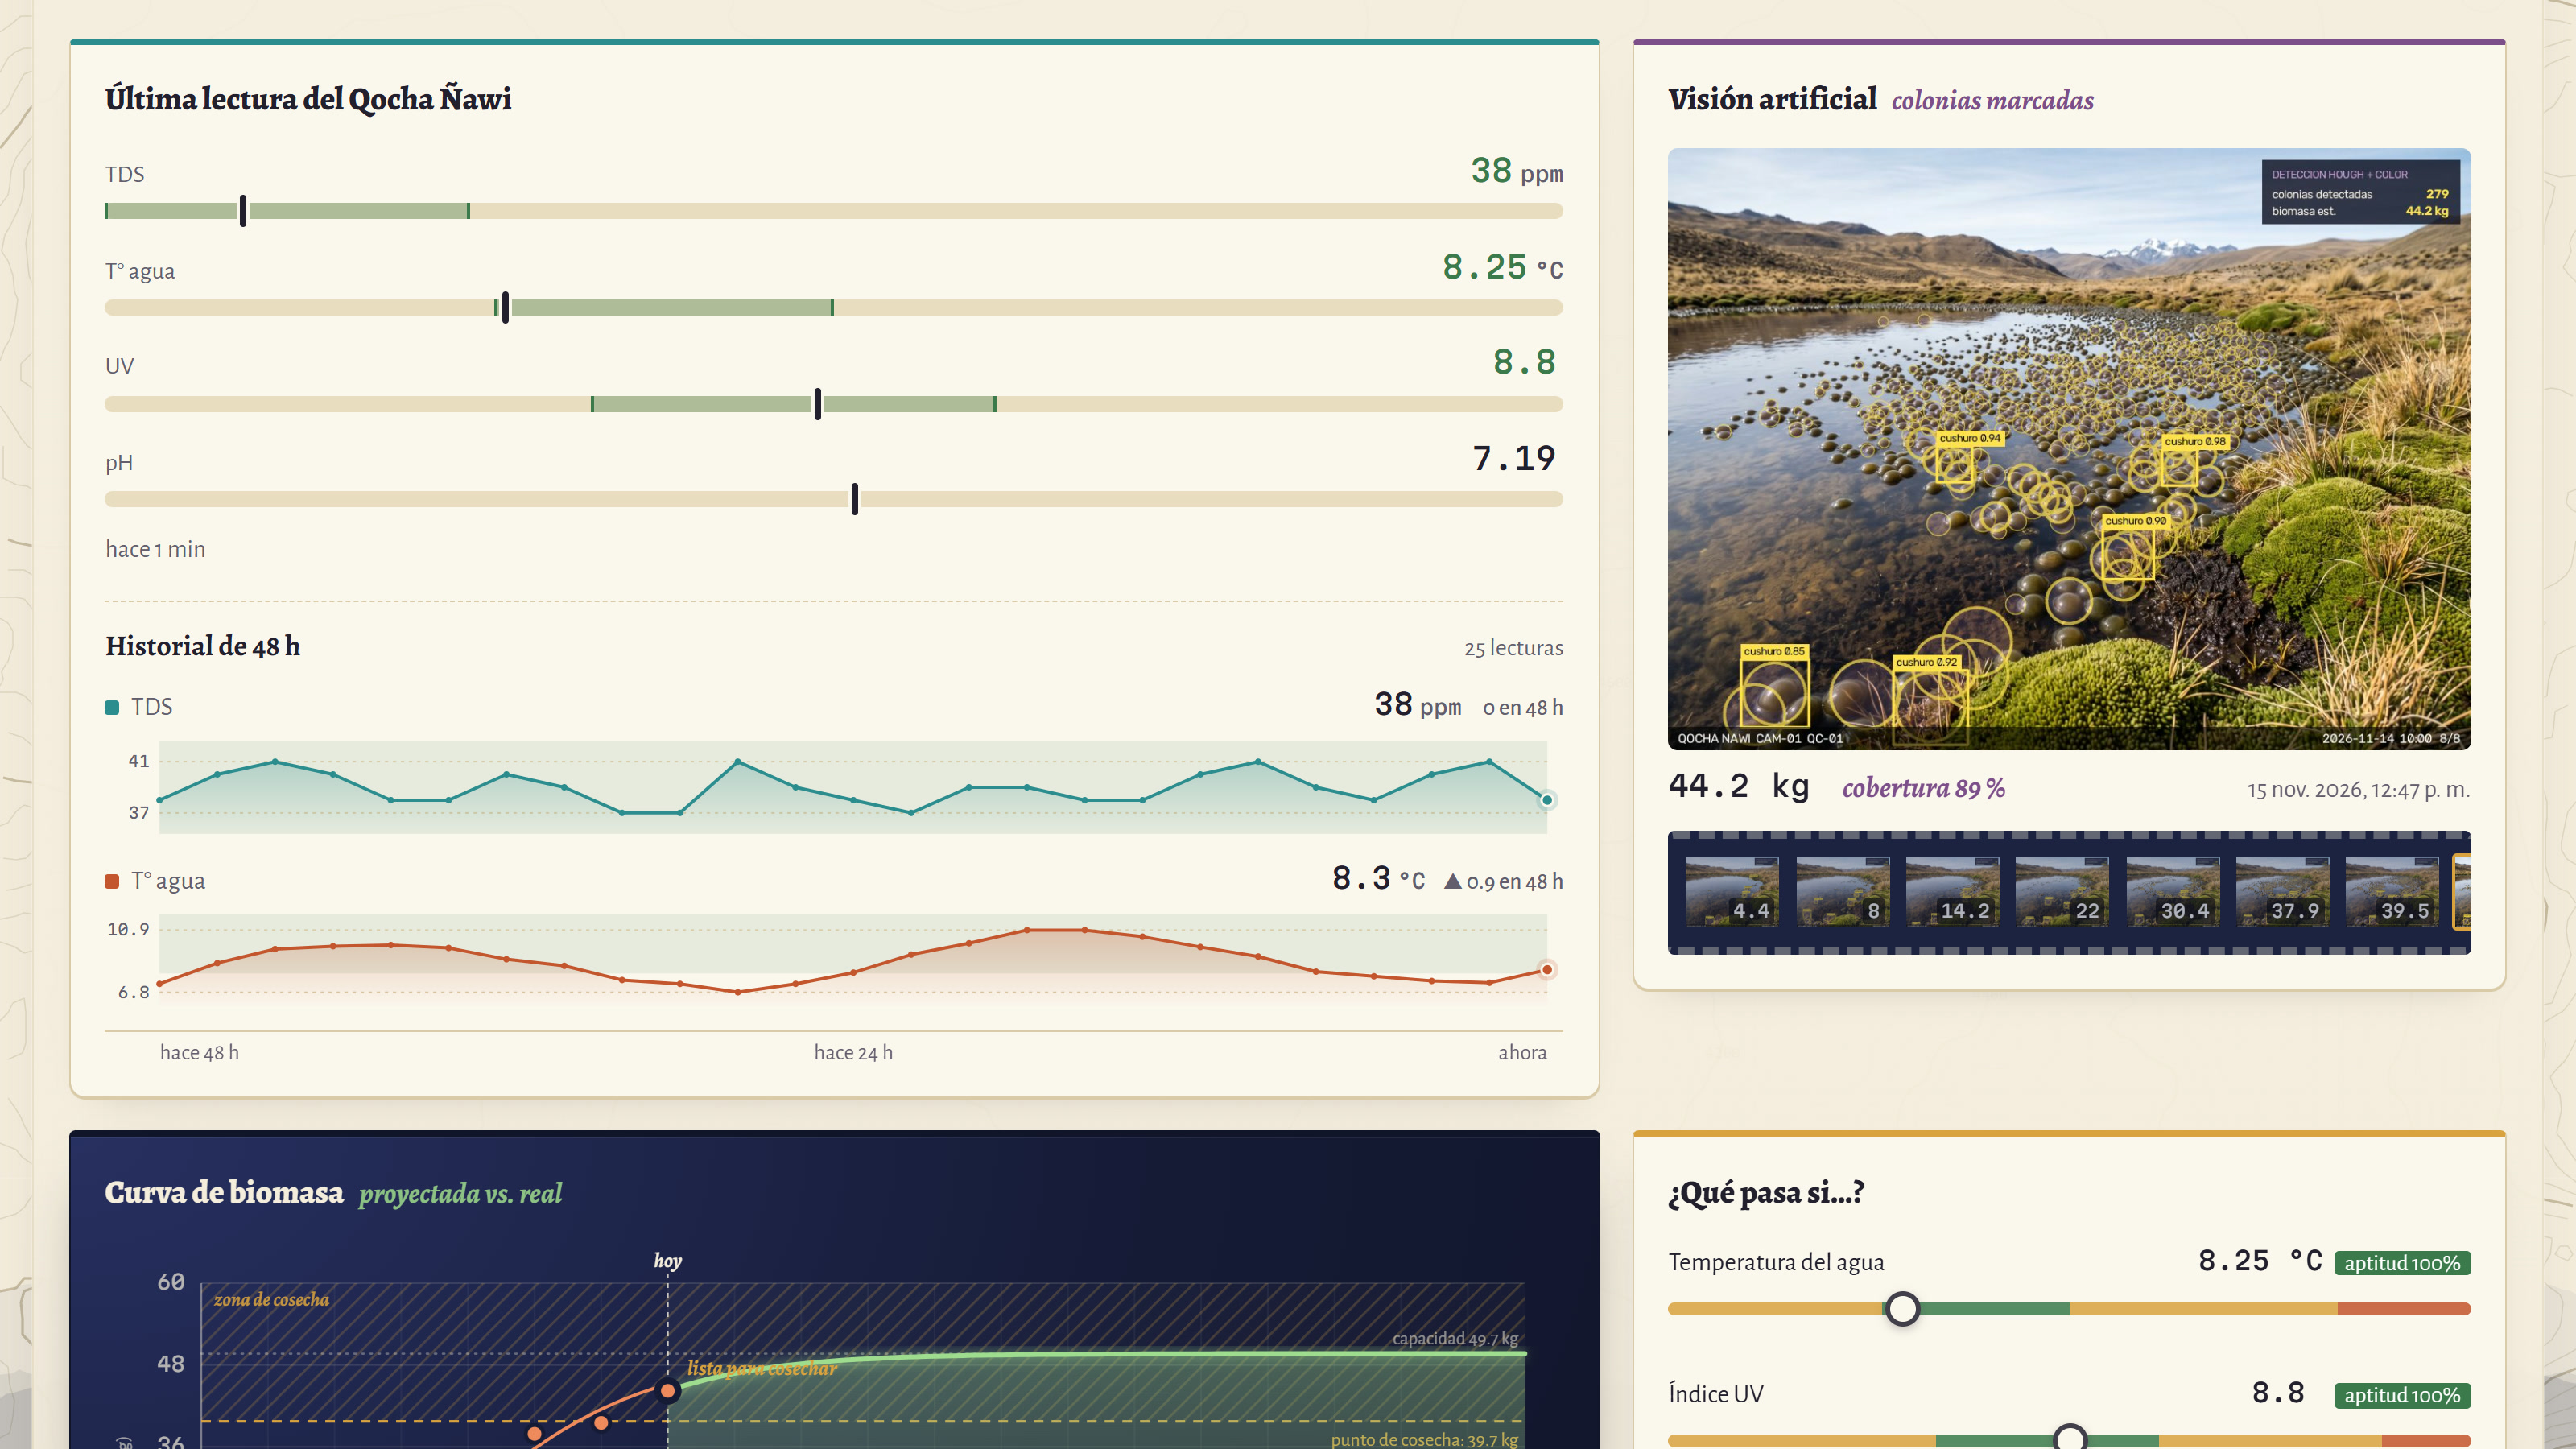 Última lectura del Qocha Ñawi
TDS
38 ppm
T° agua
8.25 °C
UV
8.8
pH
7.19
hace 1 min
Historial de 48 h
25 lecturas
TDS
38 ppm 0 en 48 h
41
37
T° agua
8.3 °C ▲ 0.9 en 48 h
10.9
6.8
hace 48 h
hace 24 h
ahora
Visión artificial colonias marcadas
DETECCION HOUGH + COLOR
colonias detectadas 279
biomasa est. 44.2 kg
cushuro 0.94
cushuro 0.98
cushuro 0.90
cushuro 0.85
cushuro 0.92
QOCHA NAWI CAM-01 QC-01
2026-11-14 10:00 8/8
44.2 kg cobertura 89 %
15 nov. 2026, 12:47 p. m.
4.4
8
14.2
22
30.4
37.9
39.5
Curva de biomasa proyectada vs. real
hoy
60
zona de cosecha
capacidad 49.7 kg
48
lista para cosechar
36
punto de cosecha: 39.7 kg
¿Qué pasa si...?
Temperatura del agua
8.25 °C aptitud 100%
Índice UV
8.8 aptitud 100%